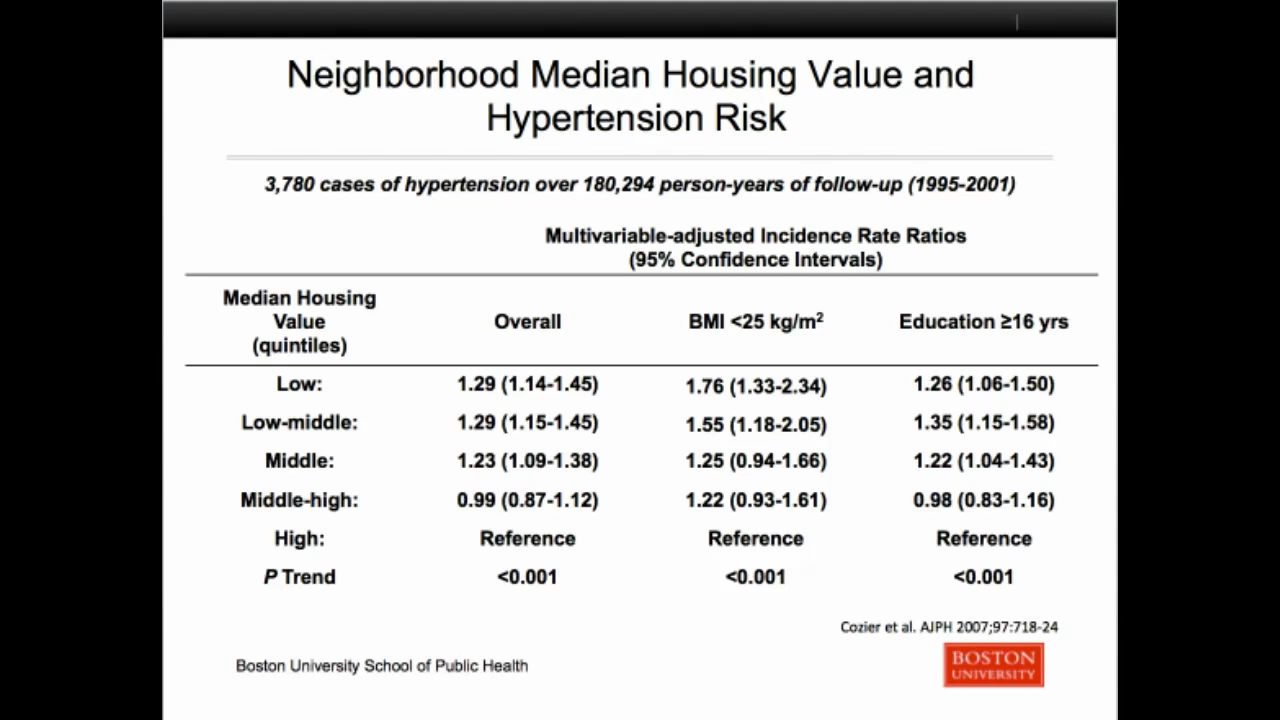 Neighborhood Median Housing Value and
Hypertension Risk
3,780 cases of hypertension over 180,294 person-years of follow-up (1995-2001)
Multivariable-adjusted Incidence Rate Ratios
(95% Confidence Intervals)
Median Housing
Value
(quintiles)
Overall
BMI <25 kg/m²
Education ≥16 yrs
Low: 1.29 (1.14-1.45) 1.76 (1.33-2.34) 1.26 (1.06-1.50)
Low-middle: 1.29 (1.15-1.45) 1.55 (1.18-2.05) 1.35 (1.15-1.58)
Middle: 1.23 (1.09-1.38) 1.25 (0.94-1.66) 1.22 (1.04-1.43)
Middle-high: 0.99 (0.87-1.12) 1.22 (0.93-1.61) 0.98 (0.83-1.16)
High: Reference Reference Reference
P Trend <0.001 <0.001 <0.001
Cozier et al. AJPH 2007;97:718-24
Boston University School of Public Health
BOSTON
UNIVERSITY